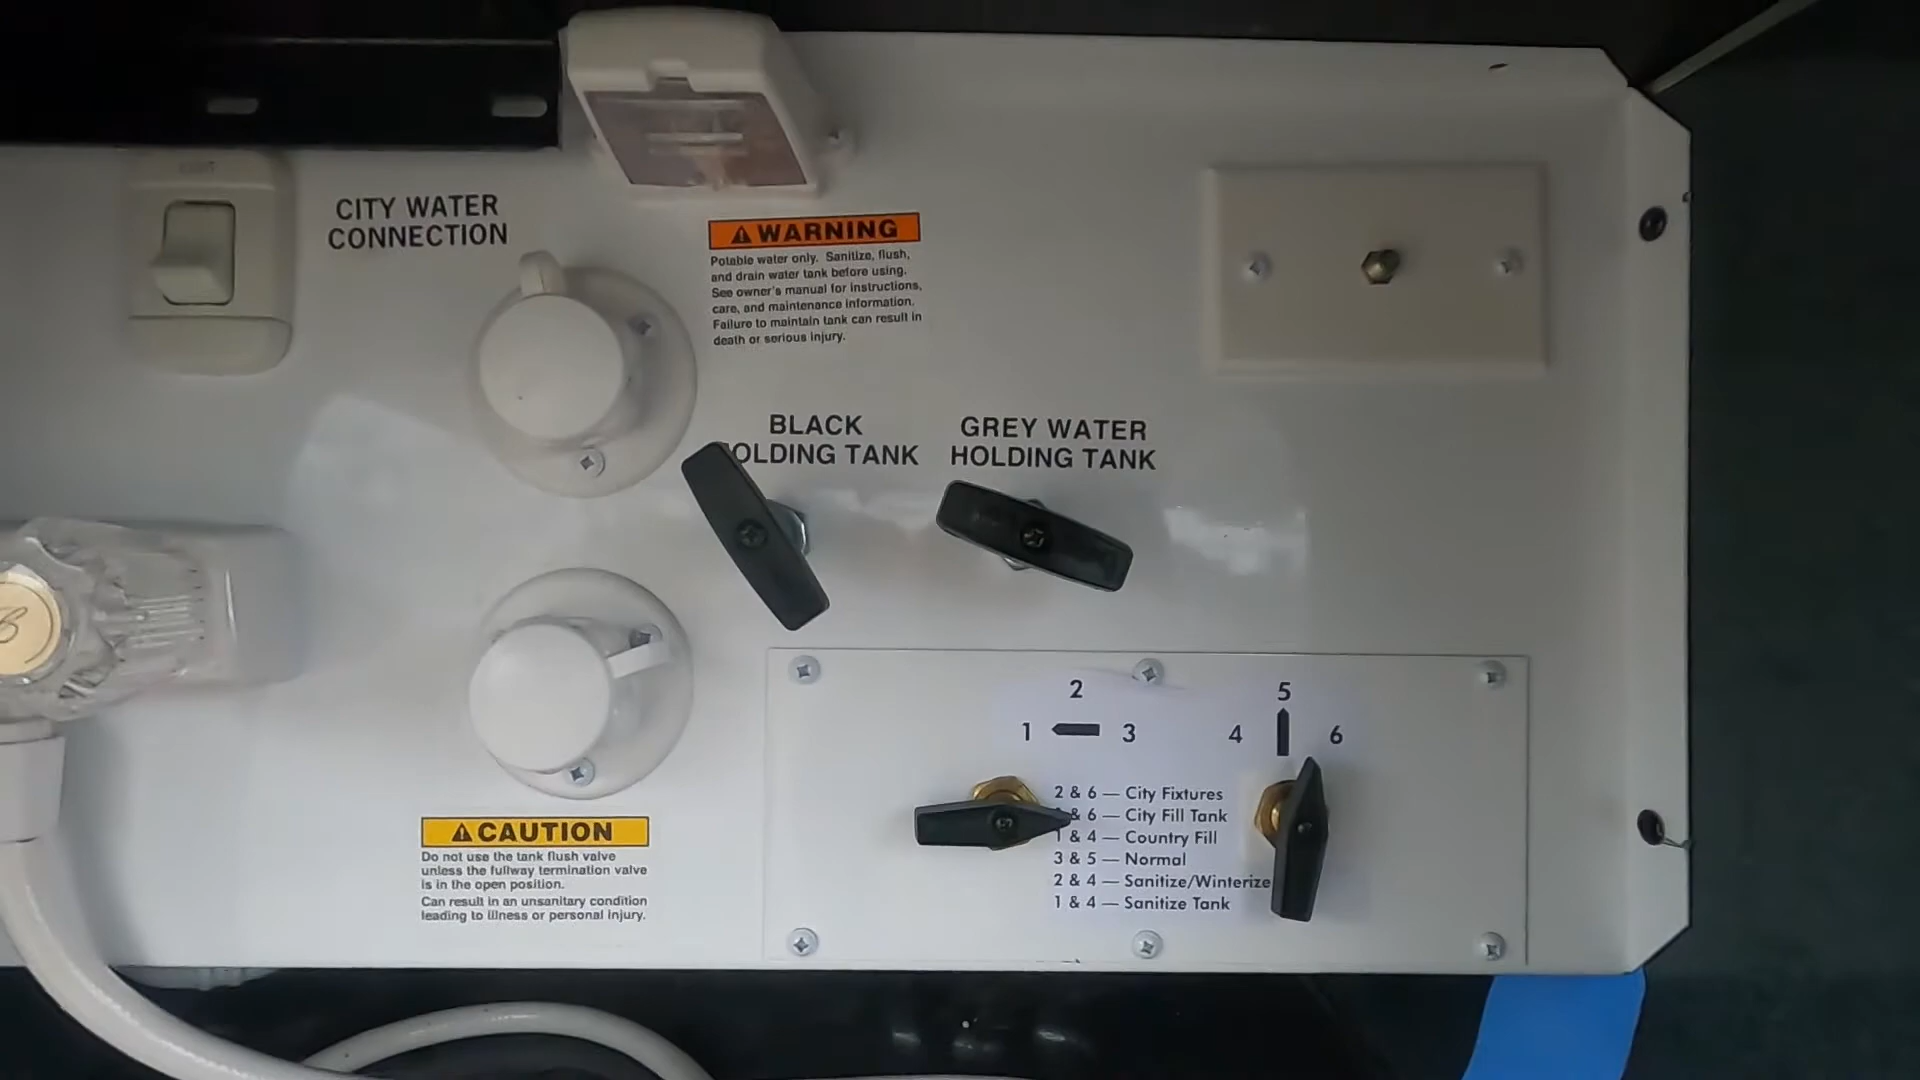 LIGHT
CITY WATER
CONNECTION
WARNING
Potable water only. Sanitize, flush,
and drain water tank before using.
See owner's manual for instructions,
care, and maintenance information.
Failure to maintain tank can result in
death or serious injury.
BLACK
OLDING TANK
GREY WATER
HOLDING TANK
2
1 3
5
4 6
2 & 6 — City Fixtures
& 6 — City Fill Tank
1 & 4 — Country Fill
3 & 5 — Normal
2 & 4 — Sanitize/Winterize
1 & 4 — Sanitize Tank
CAUTION
Do not use the tank flush valve
unless the fullway termination valve
is in the open position.
Can result in an unsanitary condition
leading to illness or personal injury.